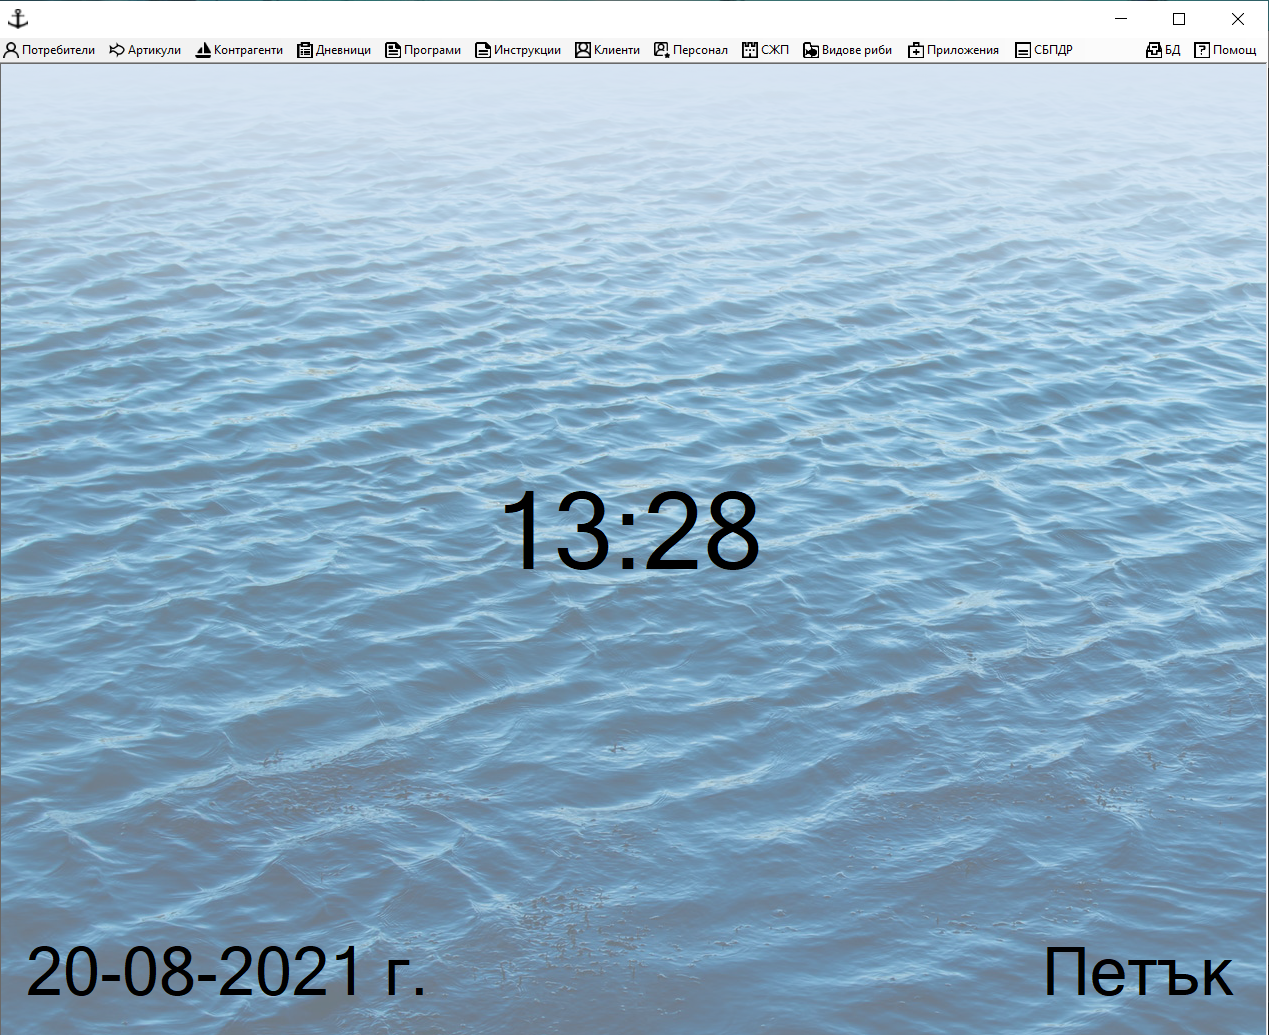 Потребители Артикули Контрагенти Дневници Програми Инструкции Клиенти Персонал СЖП Видове риби Приложения СБПДР БД Помощ
13:28
20-08-2021 г. Петък